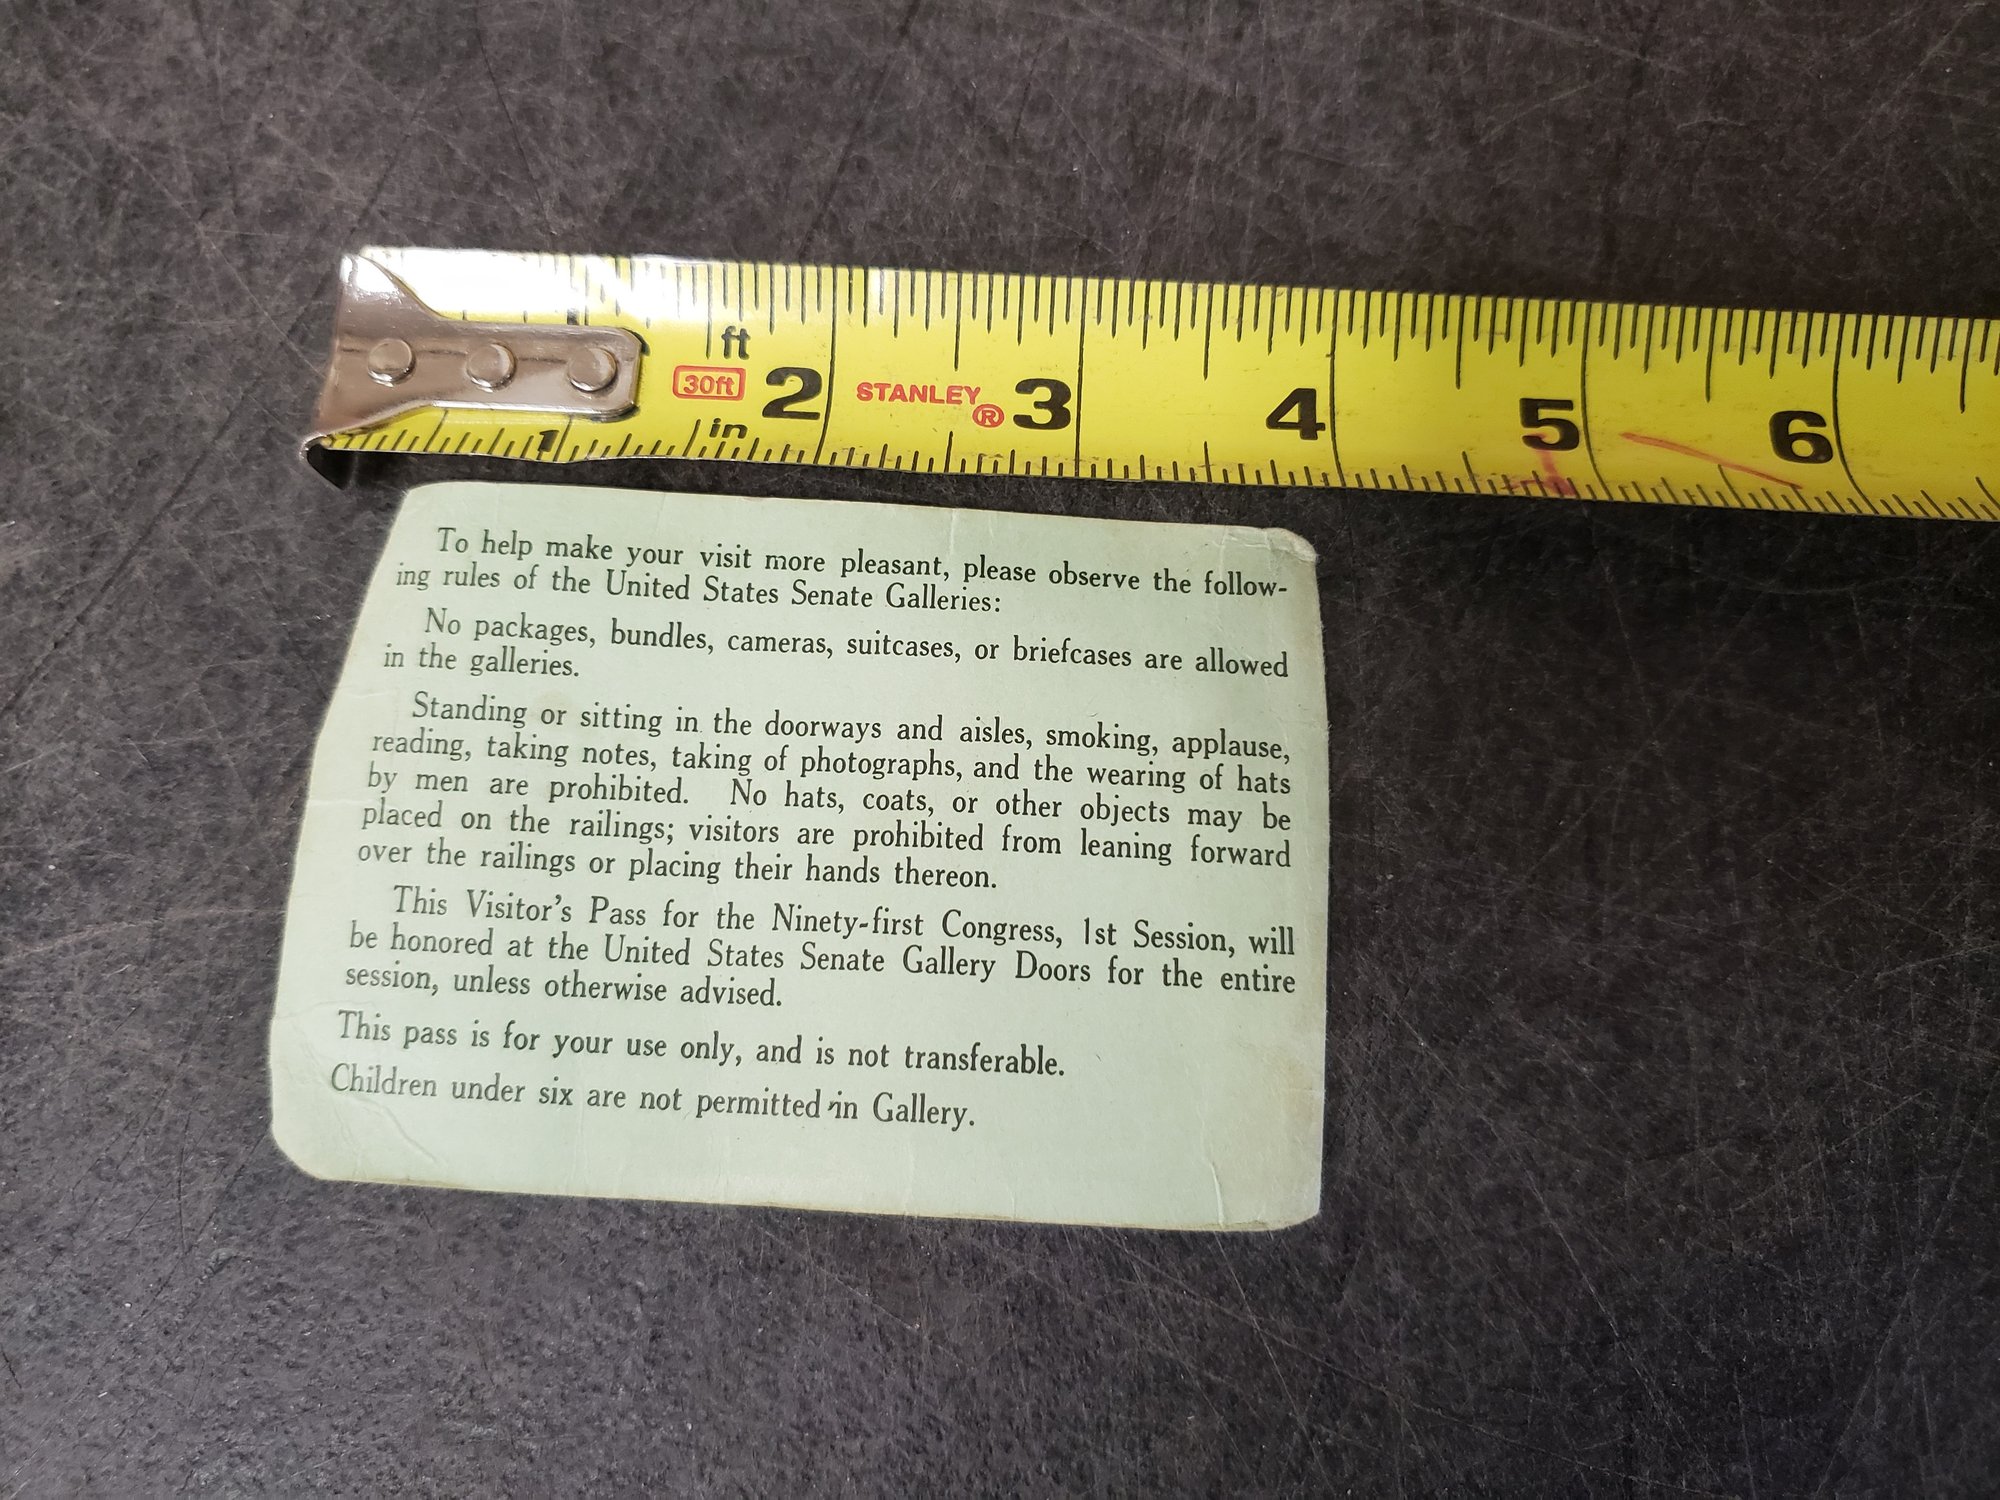 ft
30ft 2 STANLEY ® 3 4 5 6
1 in
To help make your visit more pleasant, please observe the follow-
ing rules of the United States Senate Galleries:
No packages, bundles, cameras, suitcases, or briefcases are allowed
in the galleries.
Standing or sitting in the doorways and aisles, smoking, applause,
reading, taking notes, taking of photographs, and the wearing of hats
by men are prohibited. No hats, coats, or other objects may be
placed on the railings; visitors are prohibited from leaning forward
over the railings or placing their hands thereon.
This Visitor's Pass for the Ninety-first Congress, 1st Session, will
be honored at the United States Senate Gallery Doors for the entire
session, unless otherwise advised.
This pass is for your use only, and is not transferable.
Children under six are not permitted in Gallery.